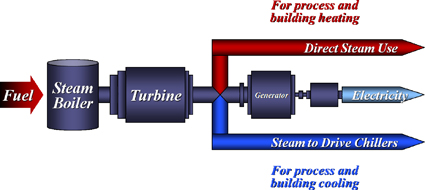 For process and
building heating
Direct Steam Use
Fuel
Steam
Boiler
Turbine
Generator
Electricity
Steam to Drive Chillers
For process and
building cooling